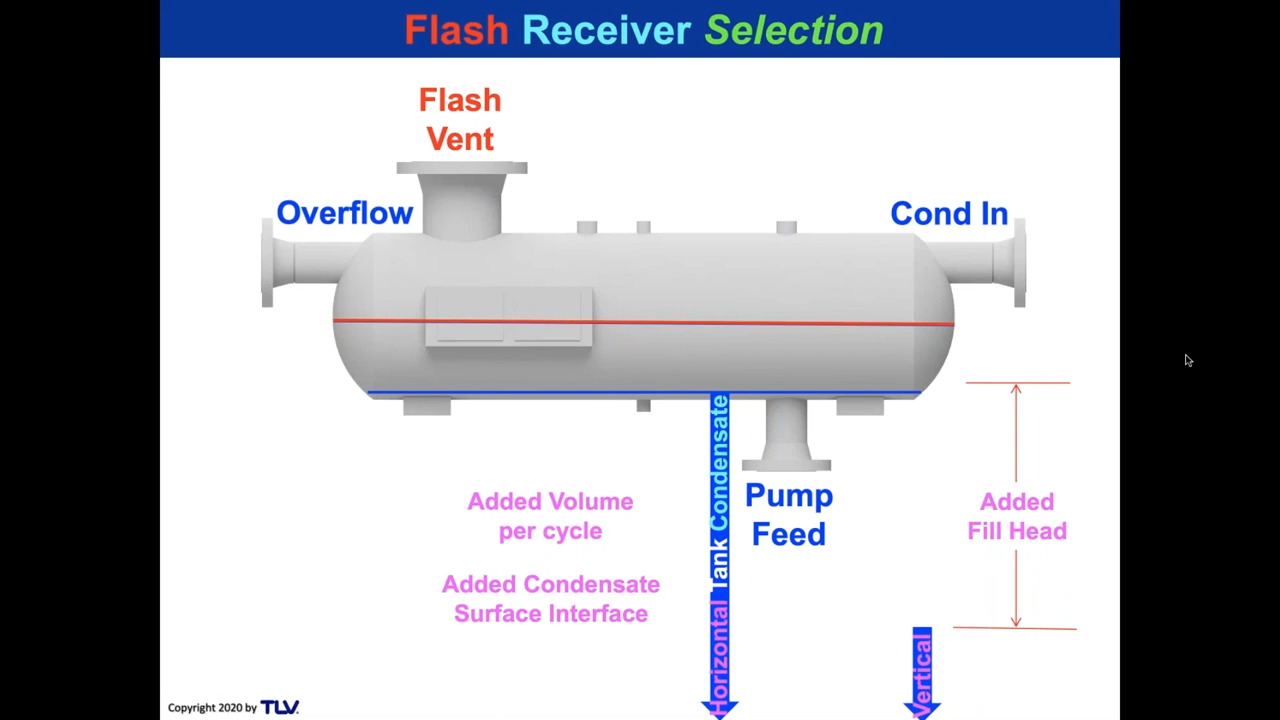 Flash Receiver Selection
Flash
Vent
Overflow
Cond In
Horizontal Tank Condensate
Pump
Feed
Added Volume
per cycle
Added
Fill Head
Added Condensate
Surface Interface
Vertical
Copyright 2020 by TLV.